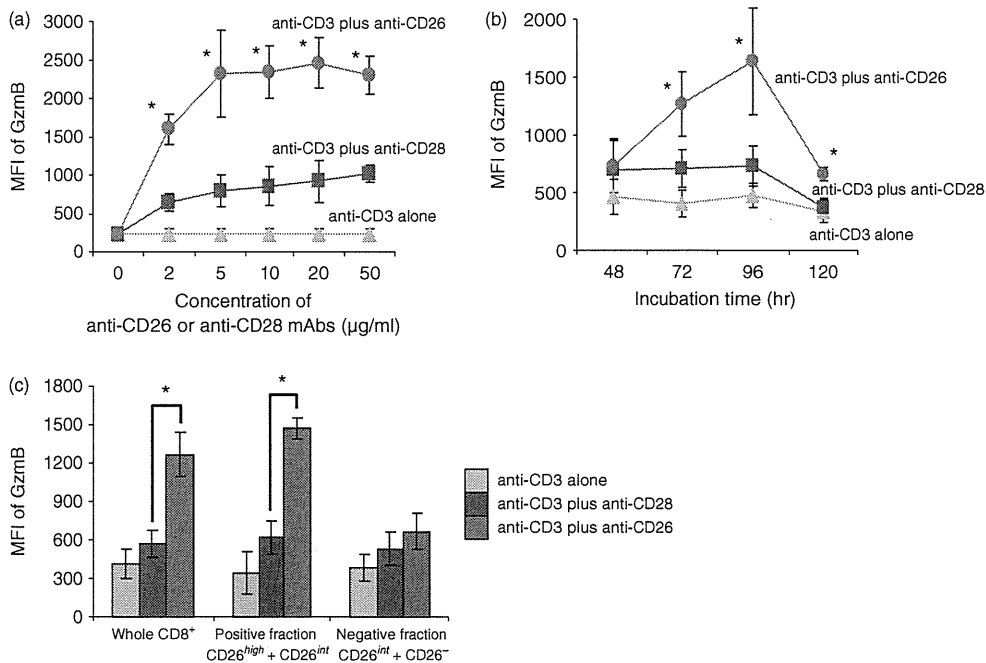 (a)
3000
2500
2000
1500
1000
500
0
MFI of GzmB
anti-CD3 plus anti-CD26
* * * * *
anti-CD3 plus anti-CD28
anti-CD3 alone
0 2 5 10 20 50
Concentration of
anti-CD26 or anti-CD28 mAbs (µg/ml)
(b)
2000
1500
1000
500
0
MFI of GzmB
* * *
anti-CD3 plus anti-CD26
anti-CD3 plus anti-CD28
anti-CD3 alone
48 72 96 120
Incubation time (hr)
(c)
1800
1500
1200
900
600
300
0
MFI of GzmB
* *
Whole CD8⁺ Positive fraction Negative fraction
CD26ʰⁱᵍʰ + CD26ⁱⁿᵗ CD26ⁱⁿᵗ + CD26⁻
anti-CD3 alone
anti-CD3 plus anti-CD28
anti-CD3 plus anti-CD26